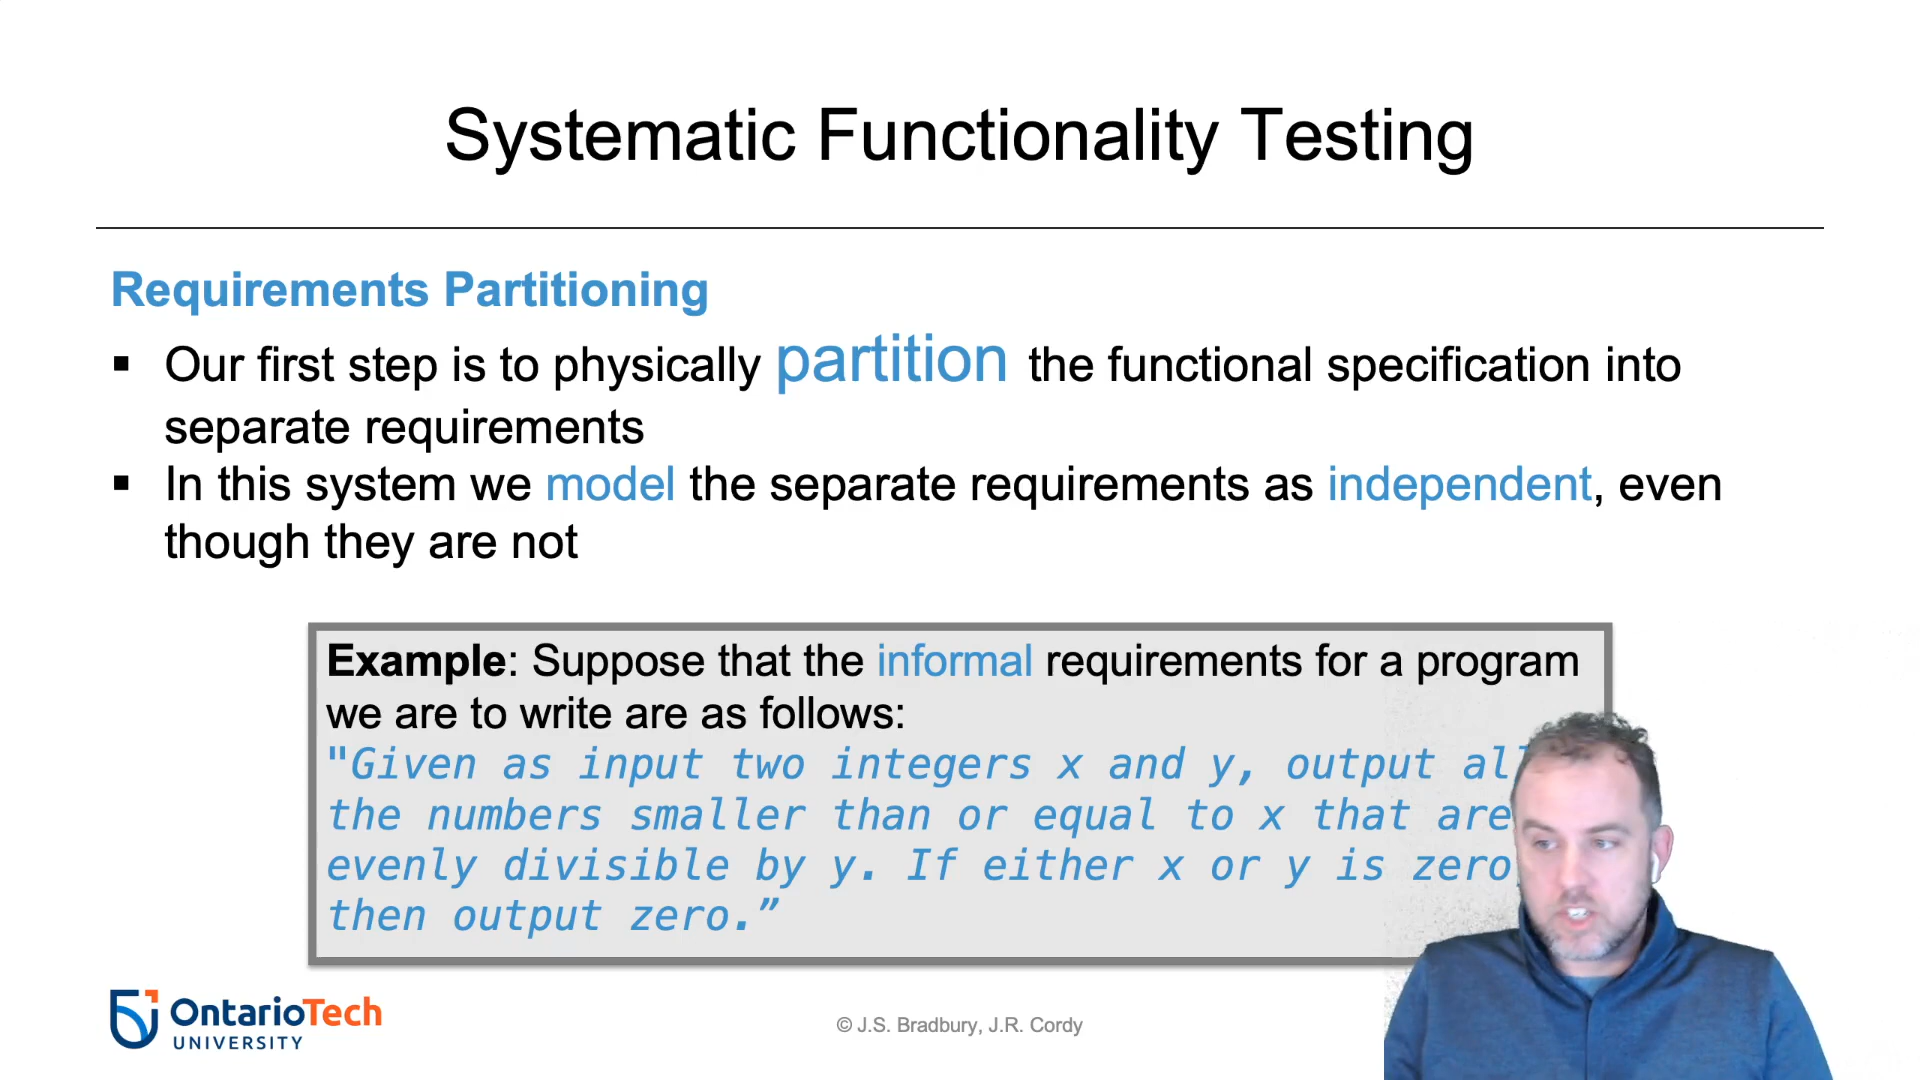 Systematic Functionality Testing
Requirements Partitioning
▪ Our first step is to physically partition the functional specification into
separate requirements
▪ In this system we model the separate requirements as independent, even
though they are not
Example: Suppose that the informal requirements for a program
we are to write are as follows:
"Given as input two integers x and y, output all
the numbers smaller than or equal to x that are
evenly divisible by y. If either x or y is zero
then output zero.”
OntarioTech
UNIVERSITY
© J.S. Bradbury, J.R. Cordy